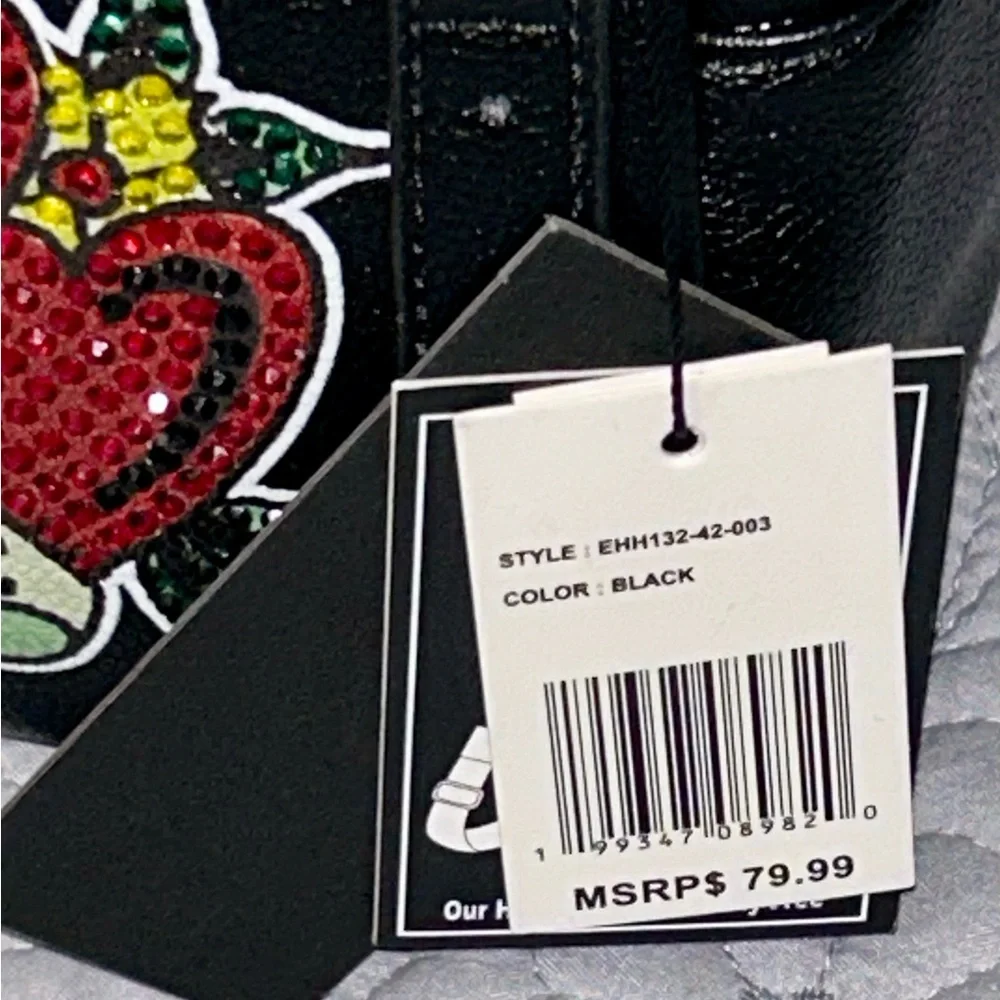 STYLE : EHH132-42-003
COLOR : BLACK
1 99347 08982 0
MSRP$ 79.99
Our